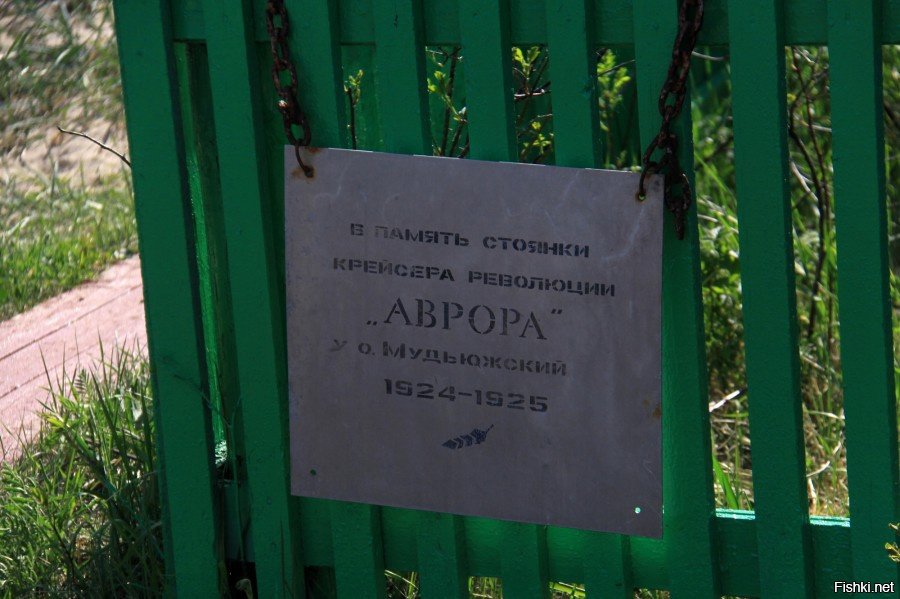 В ПАМЯТЬ СТОЯНКИ
КРЕЙСЕРА РЕВОЛЮЦИИ
„АВРОРА“
У О. МУДЬЮЖСКИЙ
1924-1925
Fishki.net